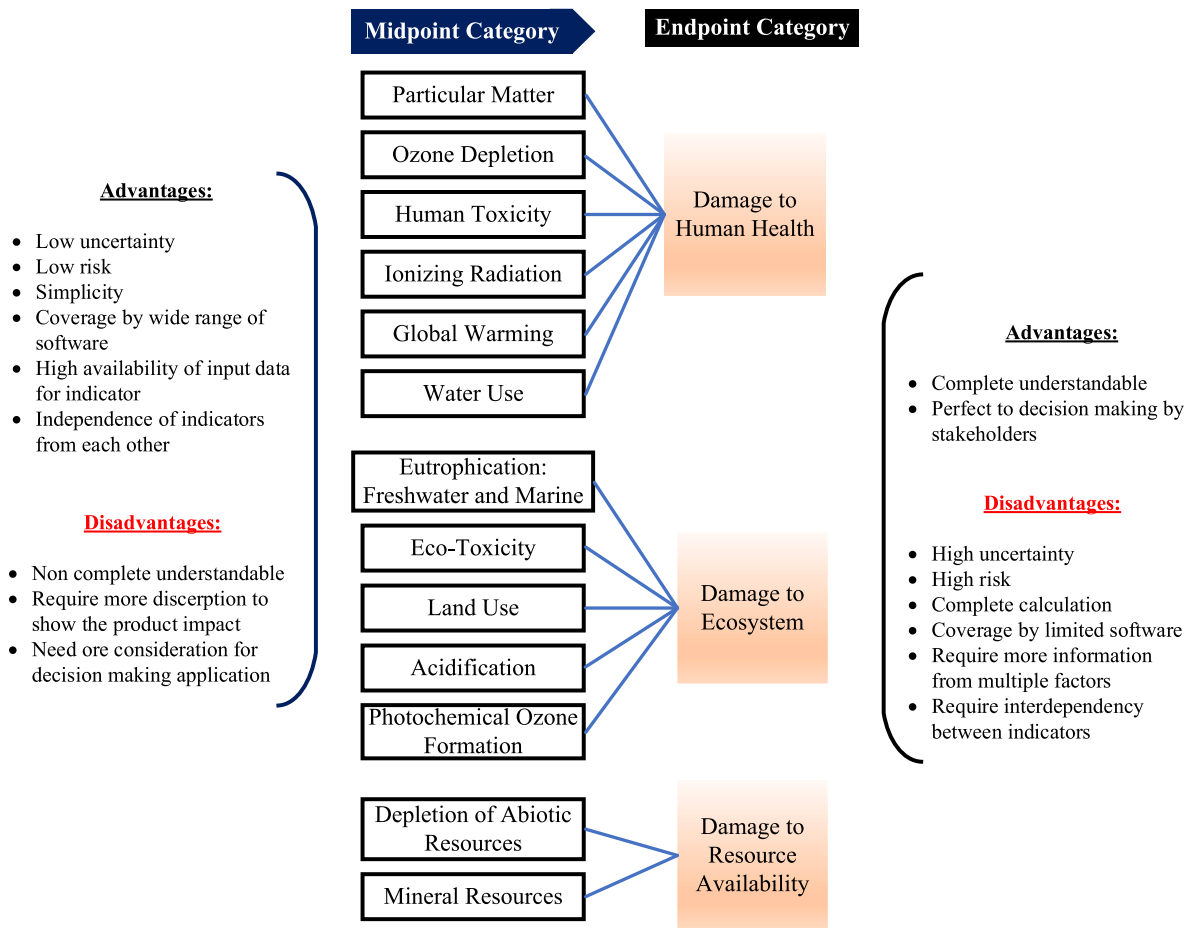 Midpoint Category
Endpoint Category
Particular Matter
Ozone Depletion
Human Toxicity
Ionizing Radiation
Global Warming
Water Use
Damage to
Human Health
Eutrophication:
Freshwater and Marine
Eco-Toxicity
Land Use
Acidification
Photochemical Ozone
Formation
Damage to
Ecosystem
Depletion of Abiotic
Resources
Mineral Resources
Damage to
Resource
Availability
Advantages:
• Low uncertainty
• Low risk
• Simplicity
• Coverage by wide range of
software
• High availability of input data
for indicator
• Independence of indicators
from each other
Disadvantages:
• Non complete understandable
• Require more discerption to
show the product impact
• Need ore consideration for
decision making application
Advantages:
• Complete understandable
• Perfect to decision making by
stakeholders
Disadvantages:
• High uncertainty
• High risk
• Complete calculation
• Coverage by limited software
• Require more information
from multiple factors
• Require interdependency
between indicators